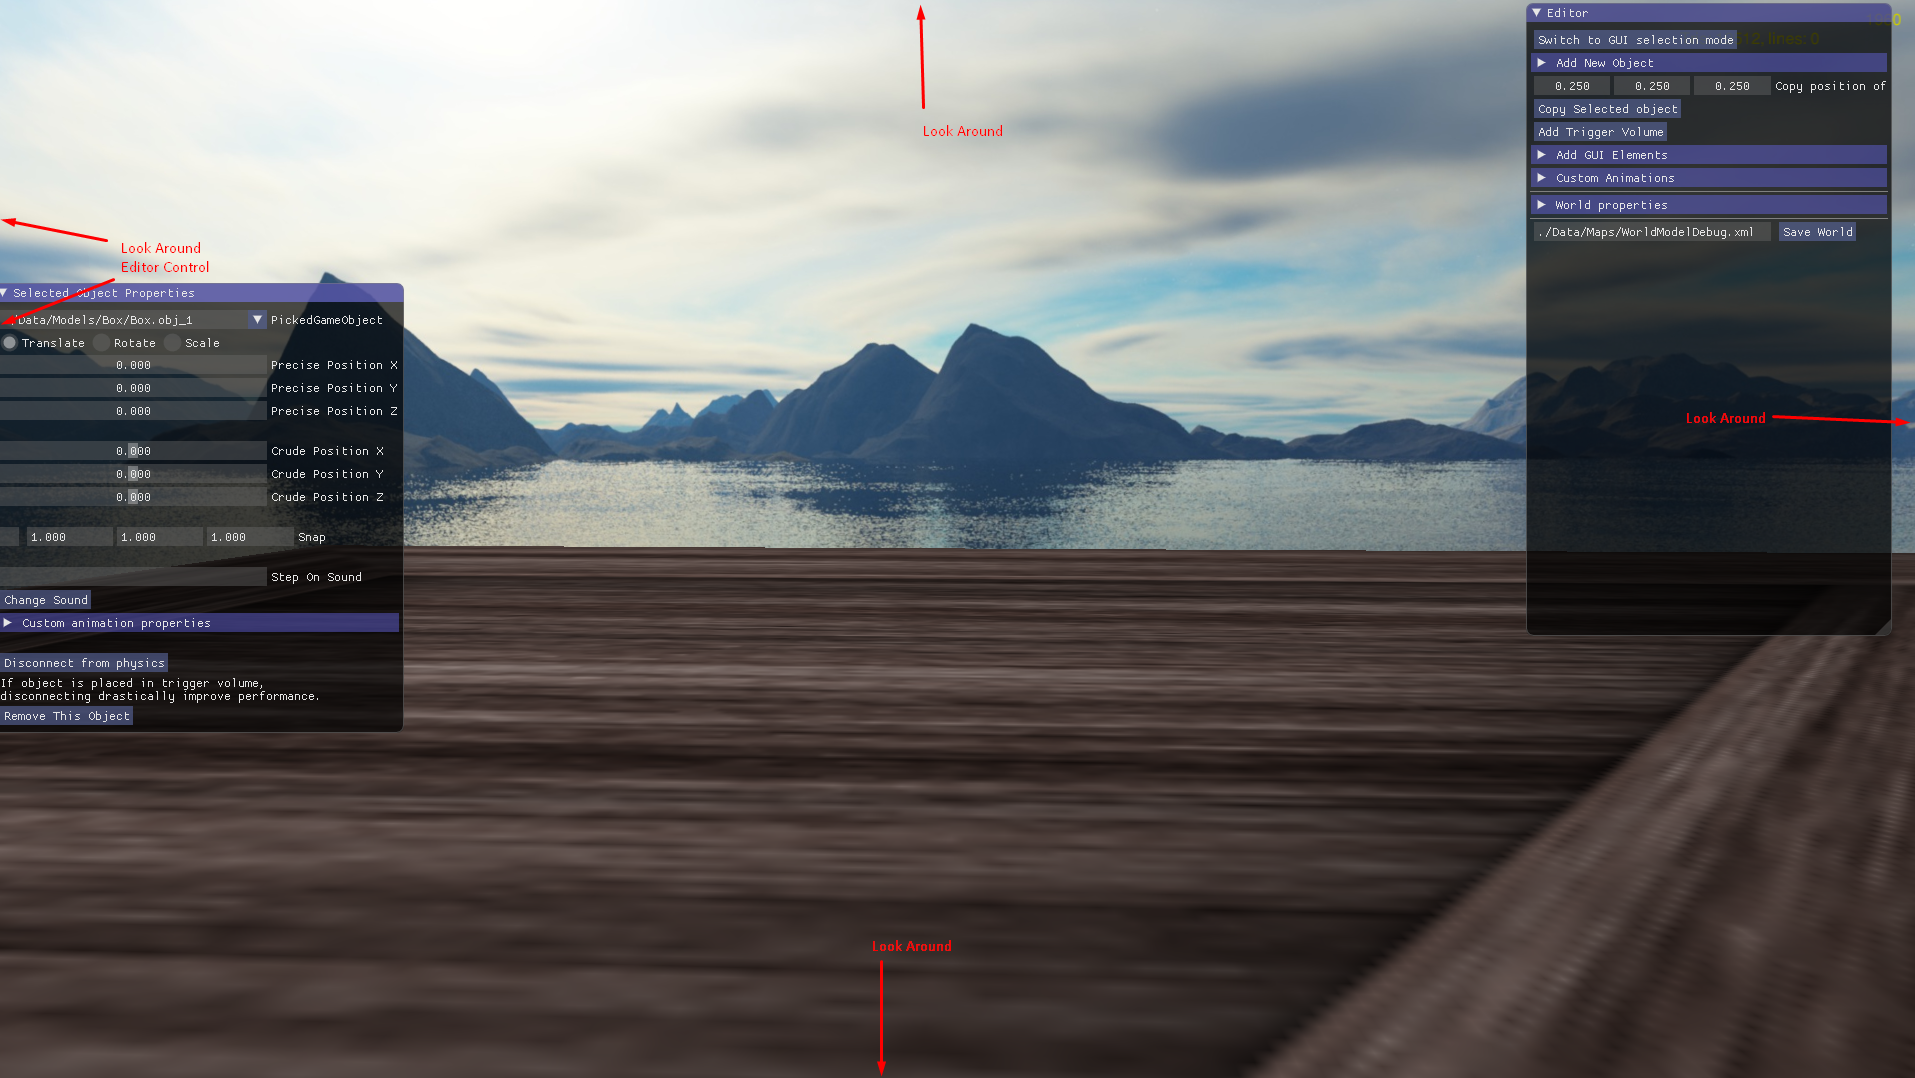 Look Around
Look Around
Editor Control
Selected Object Properties
/Data/Models/Box/Box.obj_1 PickedGameObject
Translate Rotate Scale
0.000 Precise Position X
0.000 Precise Position Y
0.000 Precise Position Z
0.000 Crude Position X
0.000 Crude Position Y
0.000 Crude Position Z
1.000 1.000 1.000 Snap
Step On Sound
Change Sound
Custom animation properties
Disconnect from physics
If object is placed in trigger volume,
disconnecting drastically improve performance.
Remove This Object
Look Around
Editor
Switch to GUI selection mode
lines: 0
Add New Object
0.250 0.250 0.250 Copy position of
Copy Selected object
Add Trigger Volume
Add GUI Elements
Custom Animations
World properties
./Data/Maps/WorldModelDebug.xml Save World
Look Around